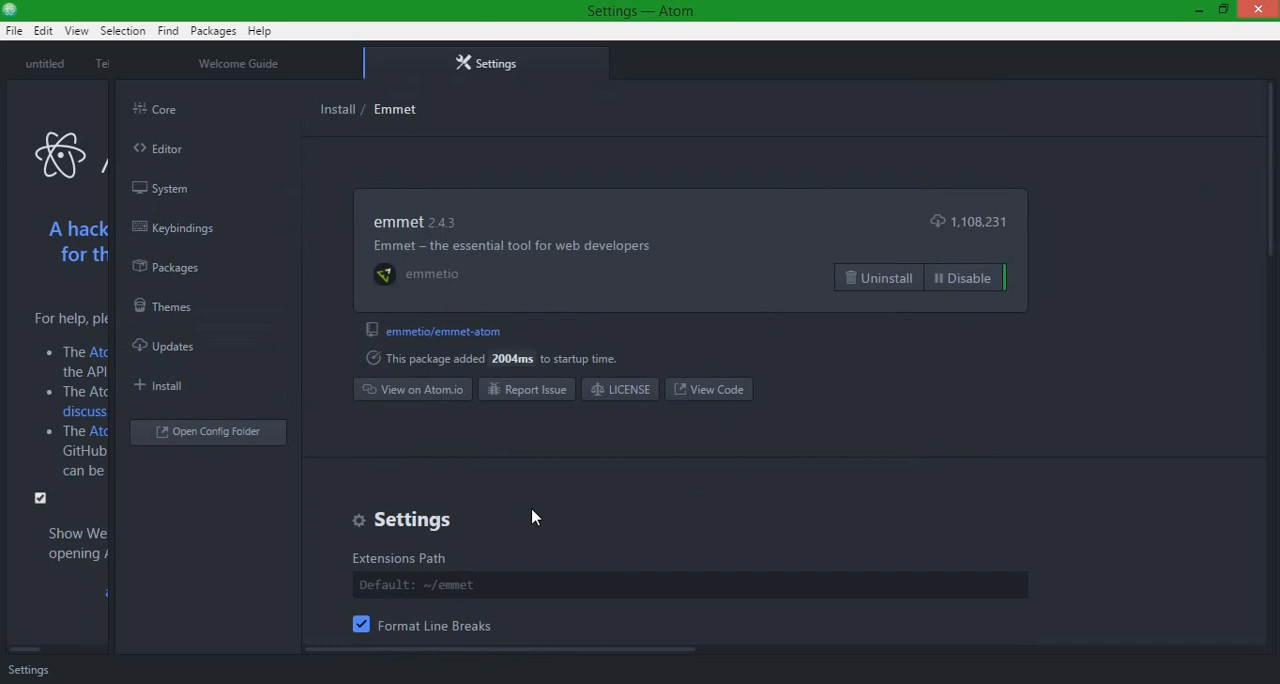 Settings — Atom
File Edit View Selection Find Packages Help
untitled
Tel
Welcome Guide
Settings
A hack
for th
For help, ple
The Ato
the API
The Ato
discuss
The Ato
GitHub
can be
Show We
opening A
Core
Editor
System
Keybindings
Packages
Themes
Updates
Install
Open Config Folder
Install / Emmet
emmet 2.4.3
1,108,231
Emmet – the essential tool for web developers
emmetio
Uninstall
Disable
emmetio/emmet-atom
This package added 2004ms to startup time.
View on Atom.io
Report Issue
LICENSE
View Code
Settings
Extensions Path
Default: ~/emmet
Format Line Breaks
Settings